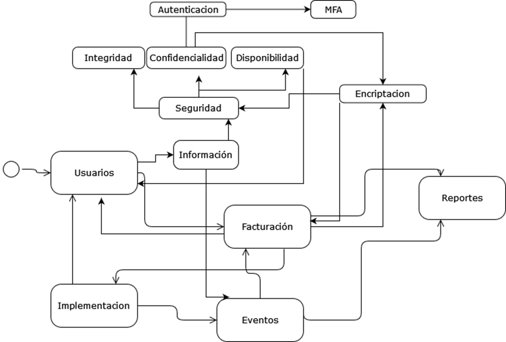 Autenticacion
MFA
Integridad
Confidencialidad
Disponibilidad
Encriptacion
Seguridad
Información
Usuarios
Reportes
Facturación
Implementacion
Eventos